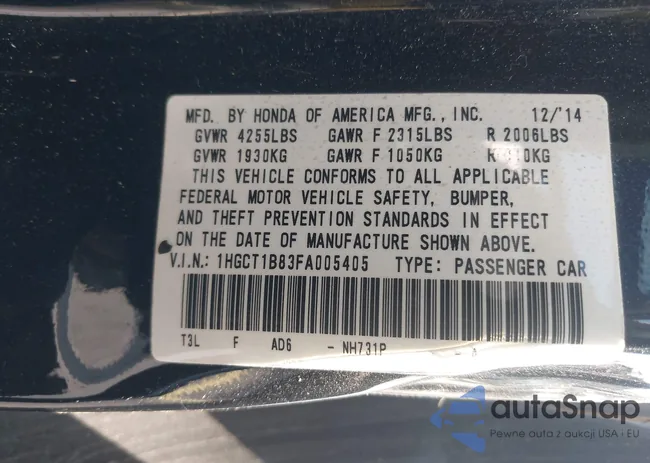 MFD. BY HONDA OF AMERICA MFG., INC. 12/'14
GVWR 4255LBS GAWR F 2315LBS R 2006LBS
GVWR 1930KG GAWR F 1050KG R 10KG
THIS VEHICLE CONFORMS TO ALL APPLICABLE
FEDERAL MOTOR VEHICLE SAFETY, BUMPER,
AND THEFT PREVENTION STANDARDS IN EFFECT
ON THE DATE OF MANUFACTURE SHOWN ABOVE.
V.I.N.: 1HGCT1B83FA005405 TYPE: PASSENGER CAR
T3L F AD6 - NH731P
autoSnap
Pewne auta z aukcji USA i EU